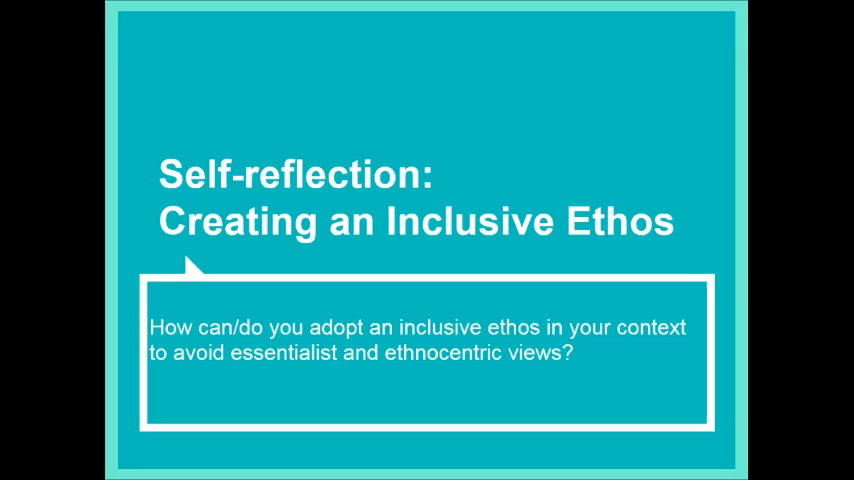 Self-reflection:
Creating an Inclusive Ethos
How can/do you adopt an inclusive ethos in your context
to avoid essentialist and ethnocentric views?